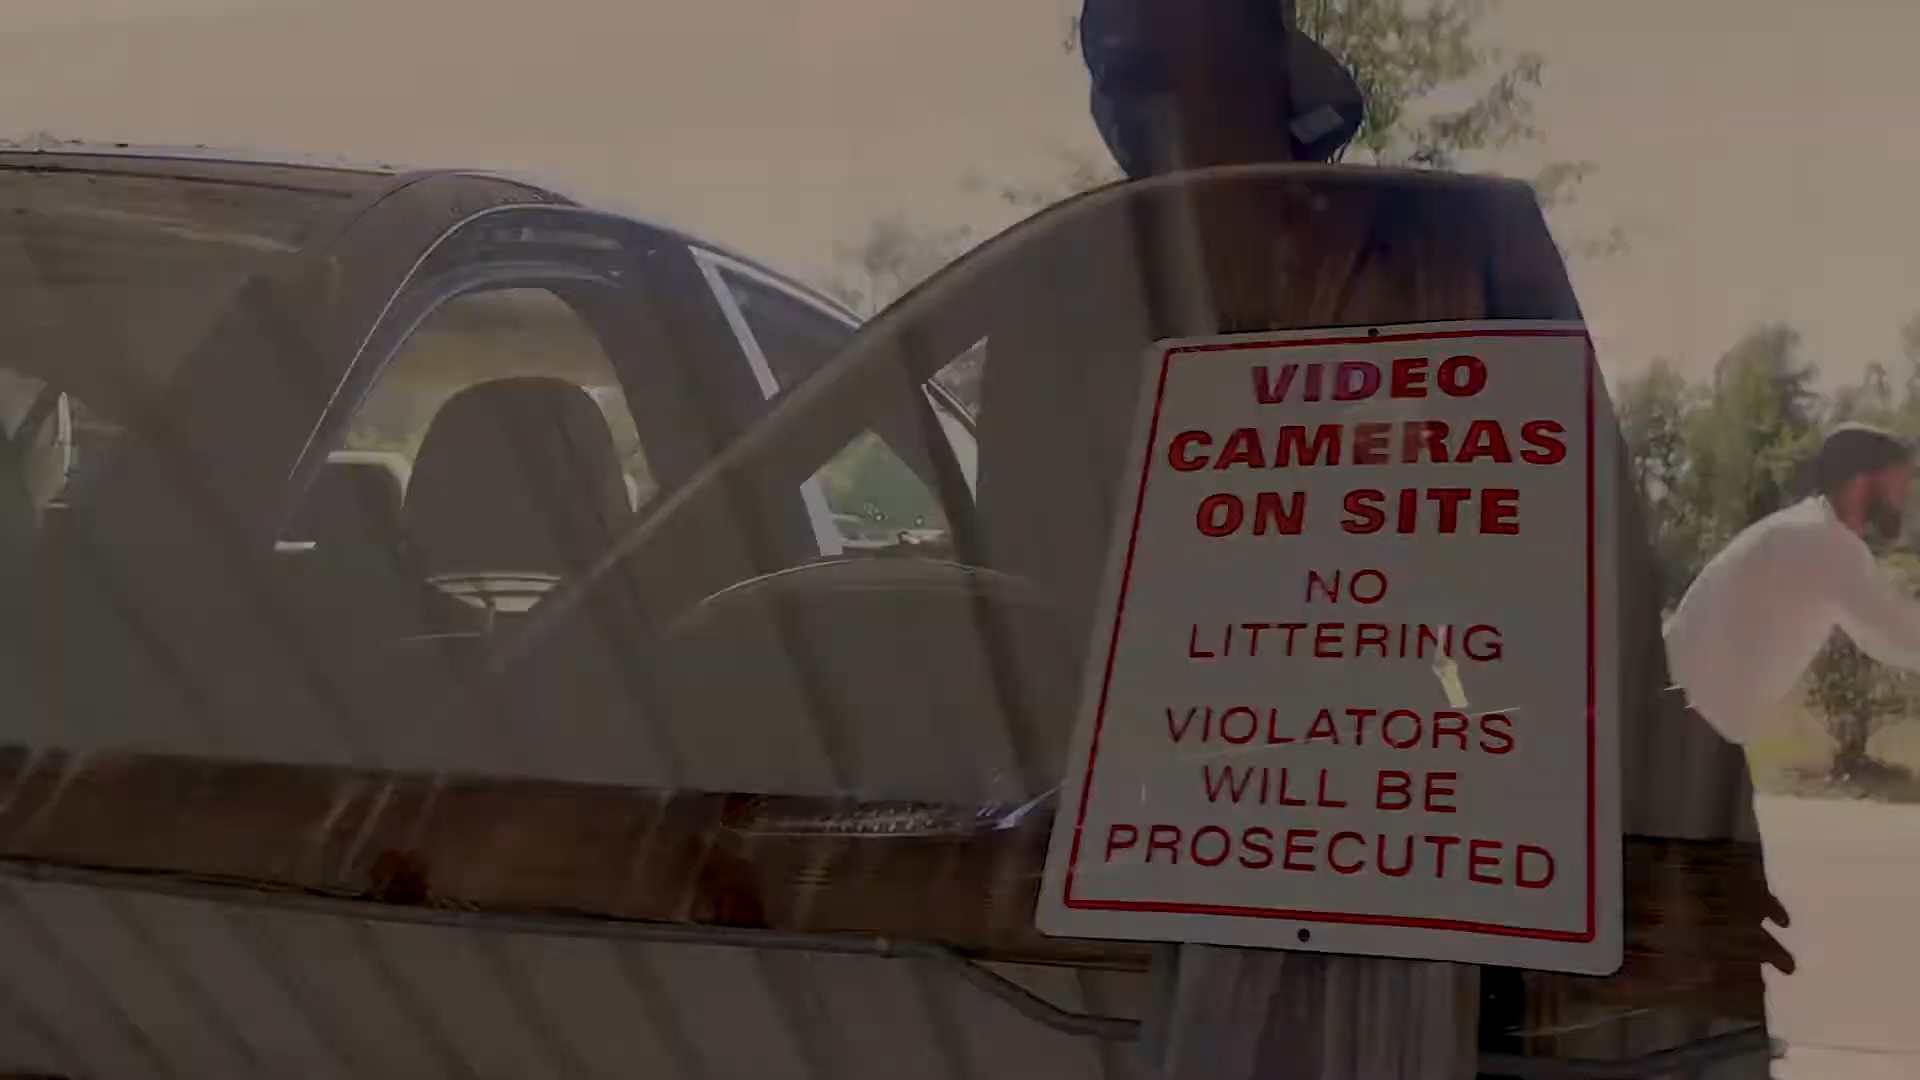 VIDEO
CAMERAS
ON SITE
NO
LITTERING
VIOLATORS
WILL BE
PROSECUTED